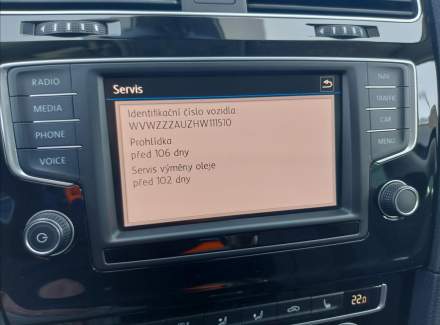 Servis
RADIO
MEDIA
PHONE
VOICE
Identifikační číslo vozidla
WVWZZZAUZHW111510
Prohlídka
před 106 dny
Servis výměny oleje
před 102 dny
NAV
TRAFFIC
CAR
MENU
22.0